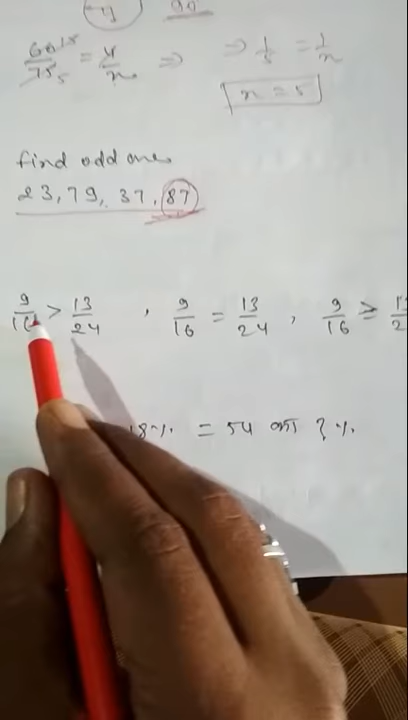 90
60/75 = 4/n ⇒ ⇒ 1/5 = 1/n
n = 5
find odd one
23, 79, 37, 87
9/16 > 13/24 , 9/16 = 13/24 , 9/16 ≥
18% = 54 का ? %